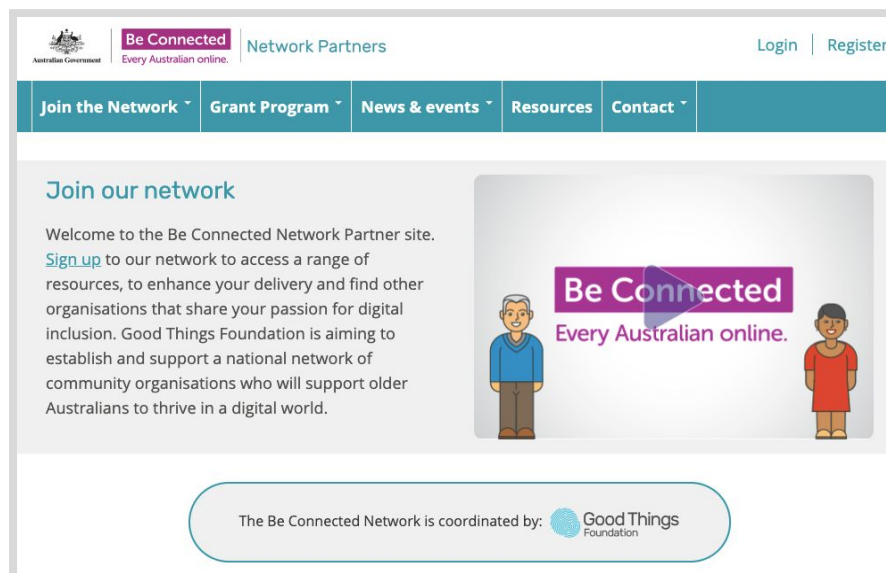 Australian Government
Be Connected
Every Australian online.
Network Partners
Login
Register
Join the Network
Grant Program
News & events
Resources
Contact
Join our network
Welcome to the Be Connected Network Partner site.
Sign up to our network to access a range of
resources, to enhance your delivery and find other
organisations that share your passion for digital
inclusion. Good Things Foundation is aiming to
establish and support a national network of
community organisations who will support older
Australians to thrive in a digital world.
Be Connected
Every Australian online.
The Be Connected Network is coordinated by:
Good Things
Foundation